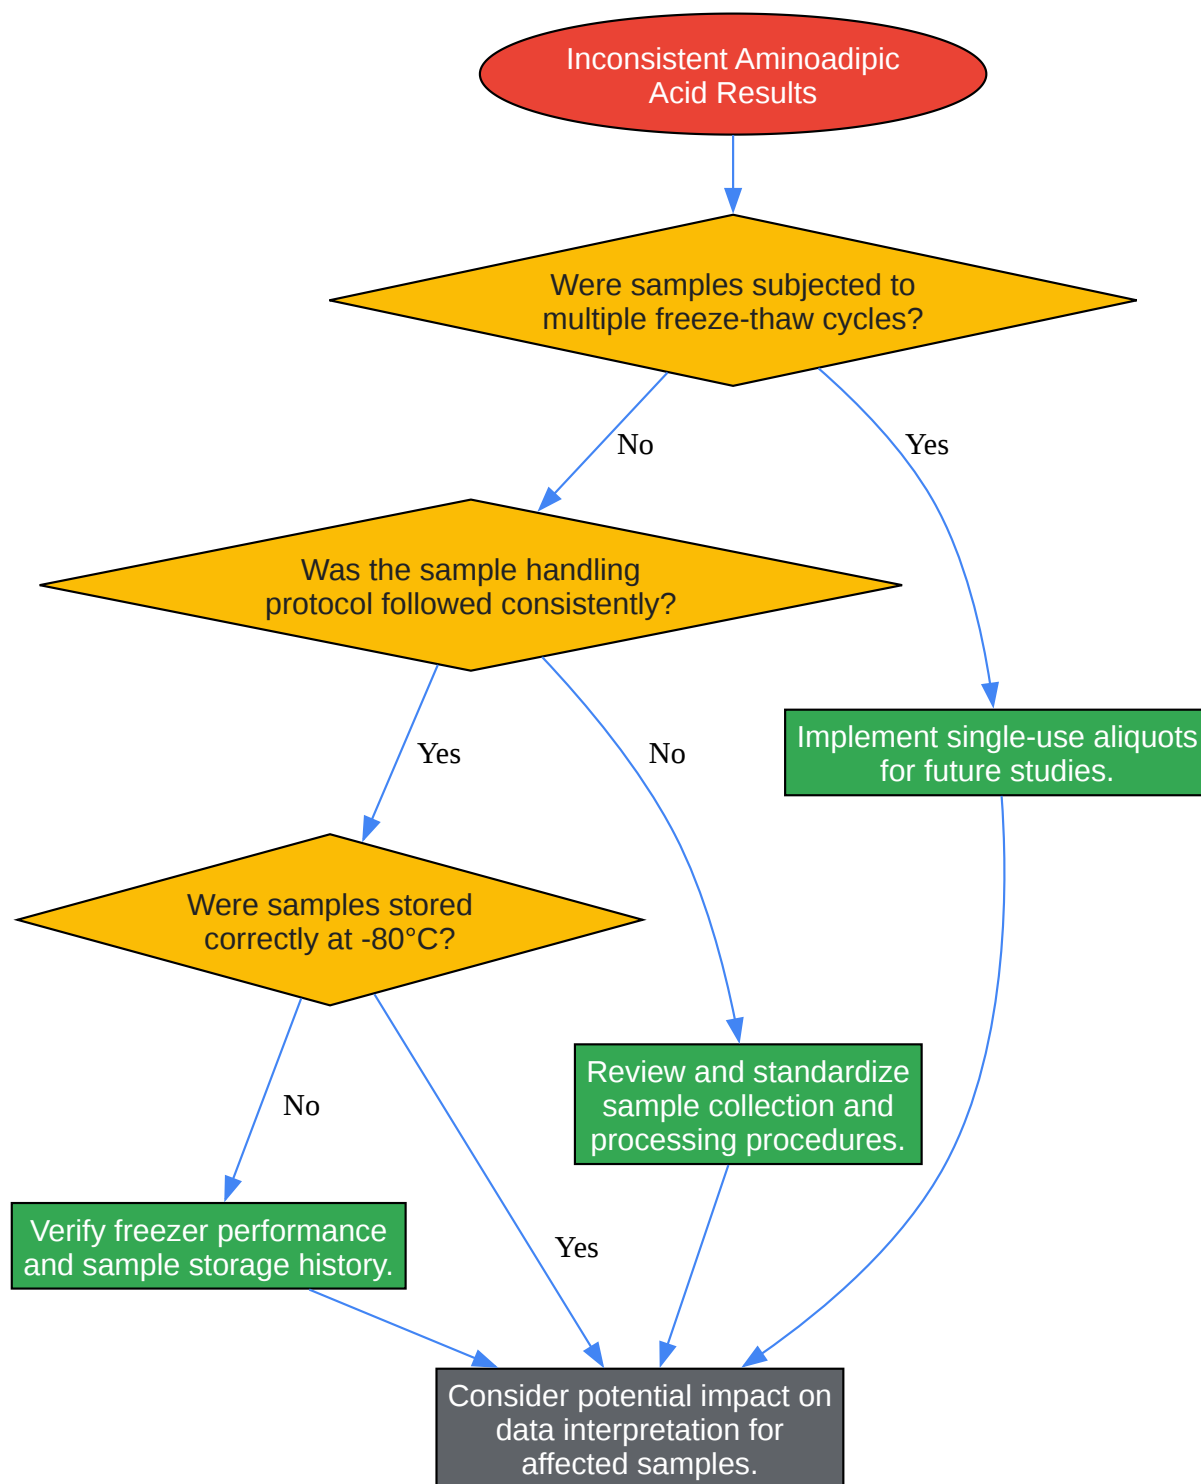 Inconsistent Aminoadipic
Acid Results
Were samples subjected to
multiple freeze-thaw cycles?
No
Yes
Was the sample handling
protocol followed consistently?
Yes
No
Implement single-use aliquots
for future studies.
Were samples stored
correctly at -80°C?
No
Yes
Review and standardize
sample collection and
processing procedures.
Verify freezer performance
and sample storage history.
Consider potential impact on
data interpretation for
affected samples.